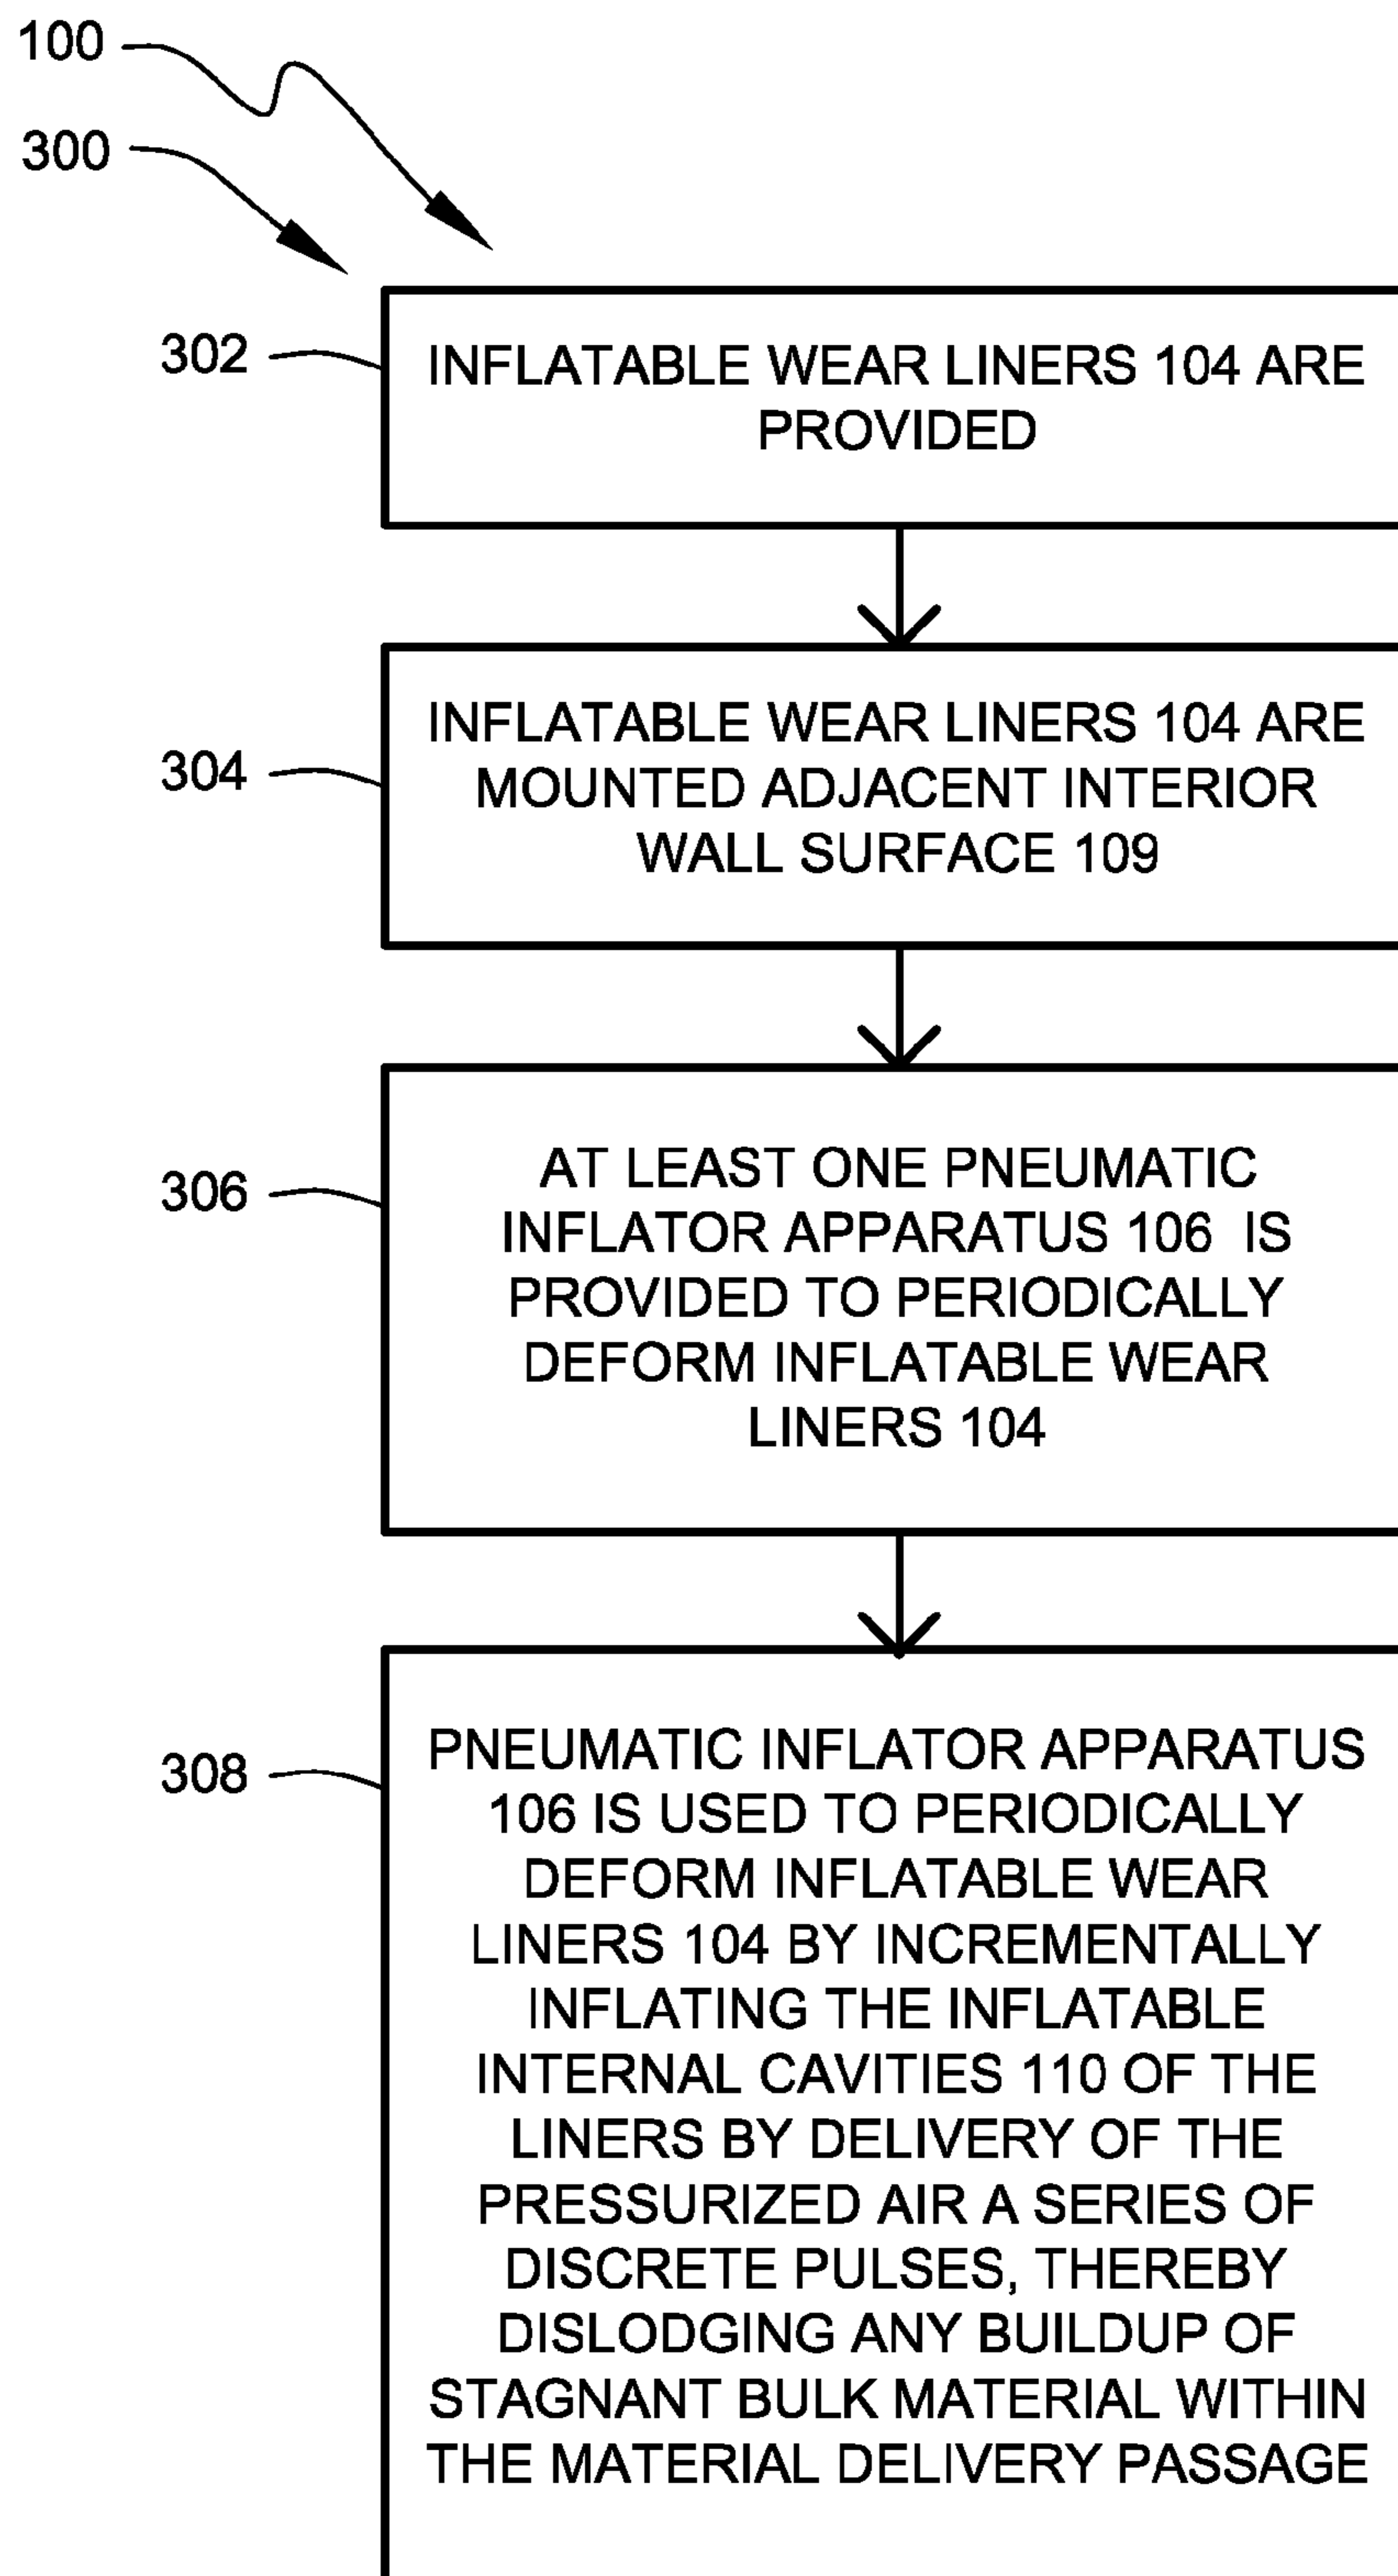 100
300
302
INFLATABLE WEAR LINERS 104 ARE
PROVIDED
304
INFLATABLE WEAR LINERS 104 ARE
MOUNTED ADJACENT INTERIOR
WALL SURFACE 109
306
AT LEAST ONE PNEUMATIC
INFLATOR APPARATUS 106 IS
PROVIDED TO PERIODICALLY
DEFORM INFLATABLE WEAR
LINERS 104
308
PNEUMATIC INFLATOR APPARATUS
106 IS USED TO PERIODICALLY
DEFORM INFLATABLE WEAR
LINERS 104 BY INCREMENTALLY
INFLATING THE INFLATABLE
INTERNAL CAVITIES 110 OF THE
LINERS BY DELIVERY OF THE
PRESSURIZED AIR A SERIES OF
DISCRETE PULSES, THEREBY
DISLODGING ANY BUILDUP OF
STAGNANT BULK MATERIAL WITHIN
THE MATERIAL DELIVERY PASSAGE